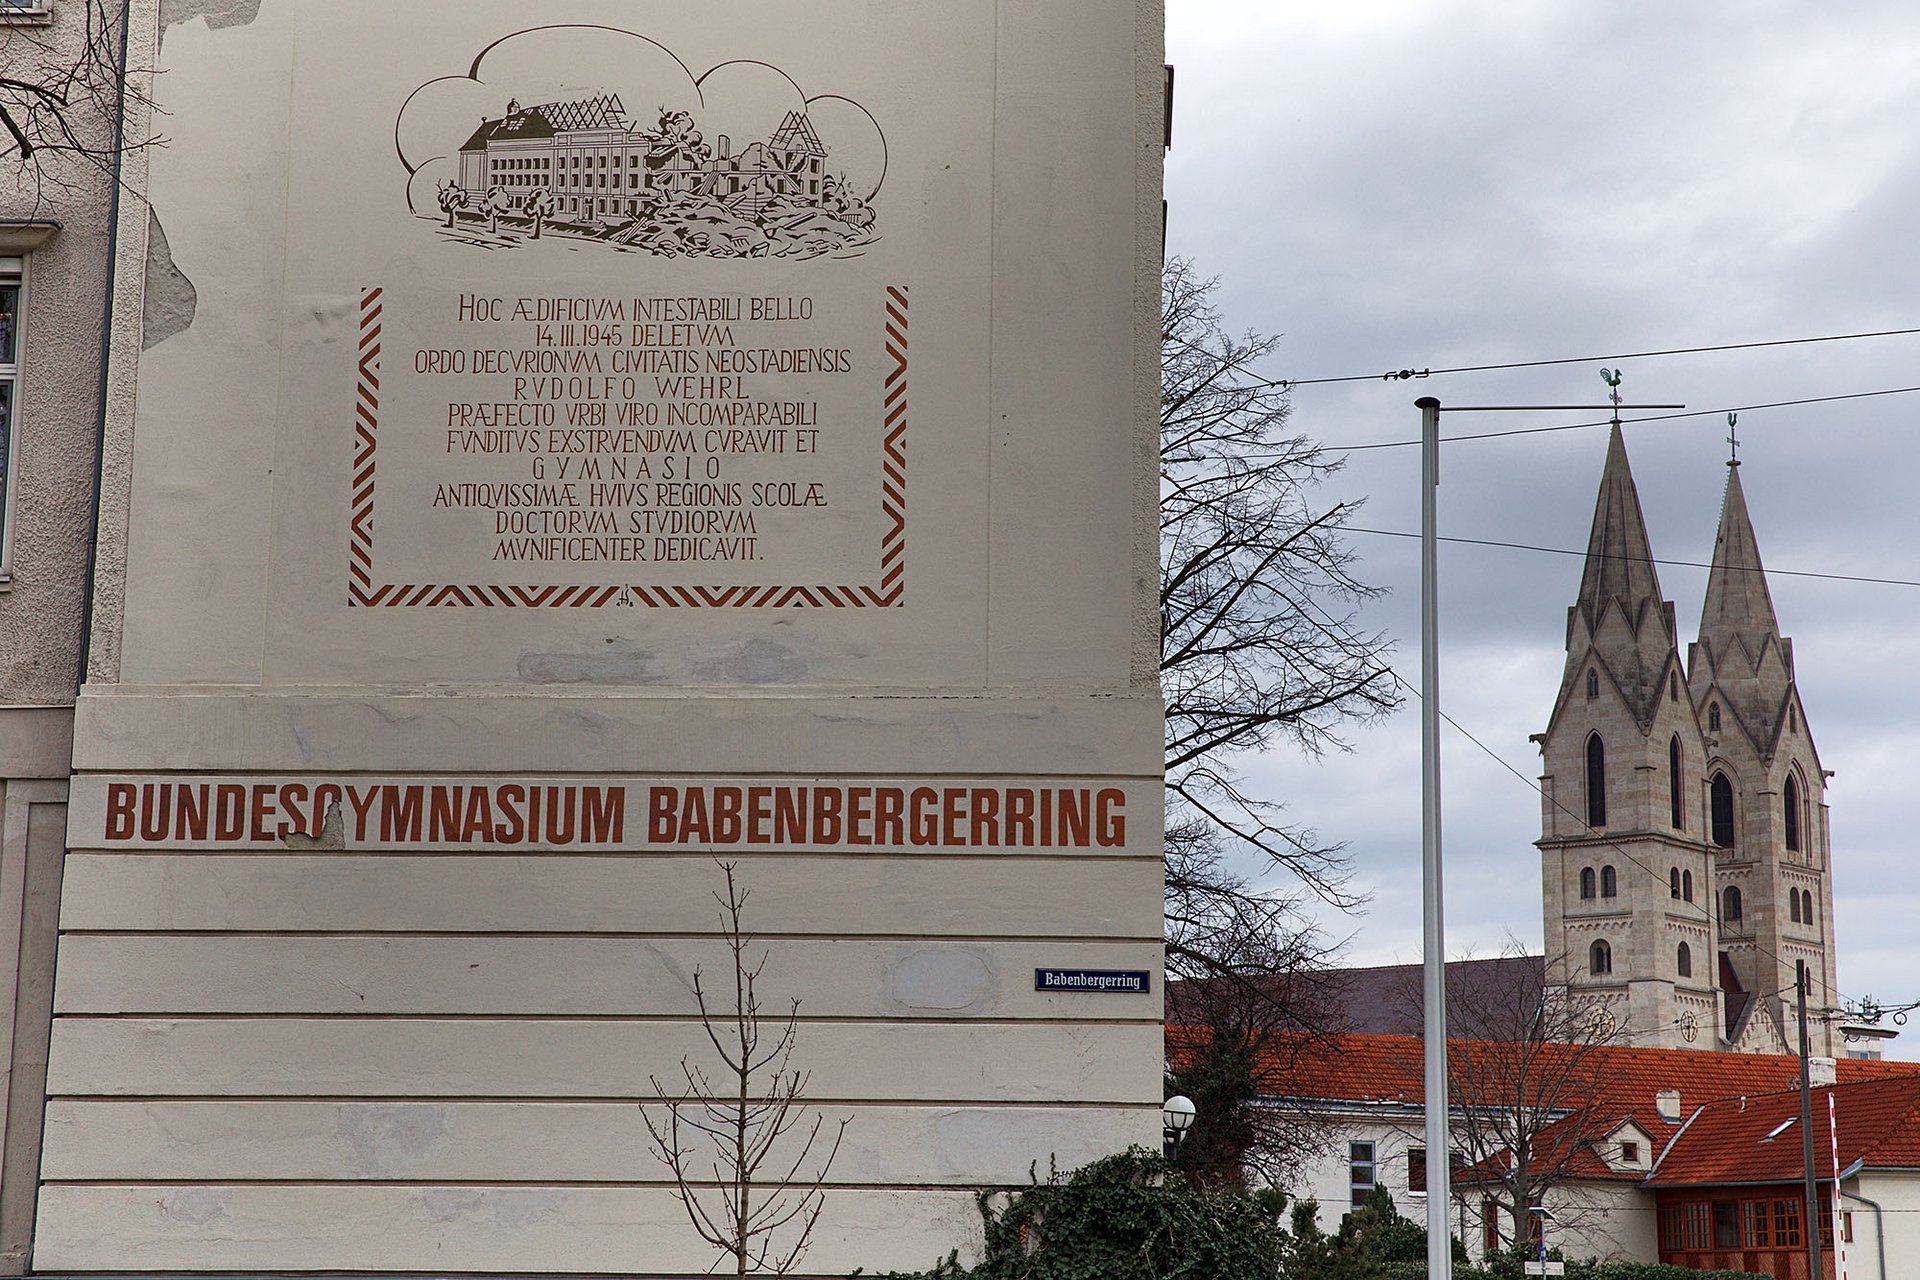 HOC ÆDIFICIVM INTESTABILI BELLO
14.III.1945 DELETVM
ORDO DECVRIONVM CIVITATIS NEOSTADIENSIS
RVDOLFO WEHRL
PRÆFECTO VRBI VIRO INCOMPARABILI
FVNDITVS EXSTRVENDVM CVRAVIT ET
GYMNASIO
ANTIQVISSIMÆ HVIVS REGIONIS SCOLÆ
DOCTORVM STVDIORVM
MVNIFICENTER DEDICAVIT.
BUNDESGYMNASIUM BABENBERGERRING
Babenbergerring